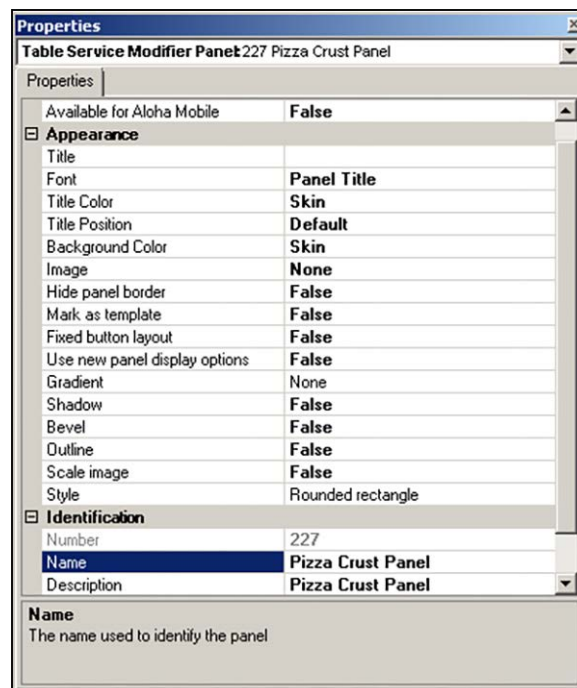 Properties
Table Service Modifier Panel: 227 Pizza Crust Panel
Properties
Available for Aloha Mobile False
Appearance
Title
Font Panel Title
Title Color Skin
Title Position Default
Background Color Skin
Image None
Hide panel border False
Mark as template False
Fixed button layout False
Use new panel display options False
Gradient None
Shadow False
Bevel False
Outline False
Scale image False
Style Rounded rectangle
Identification
Number 227
Name Pizza Crust Panel
Description Pizza Crust Panel
Name
The name used to identify the panel